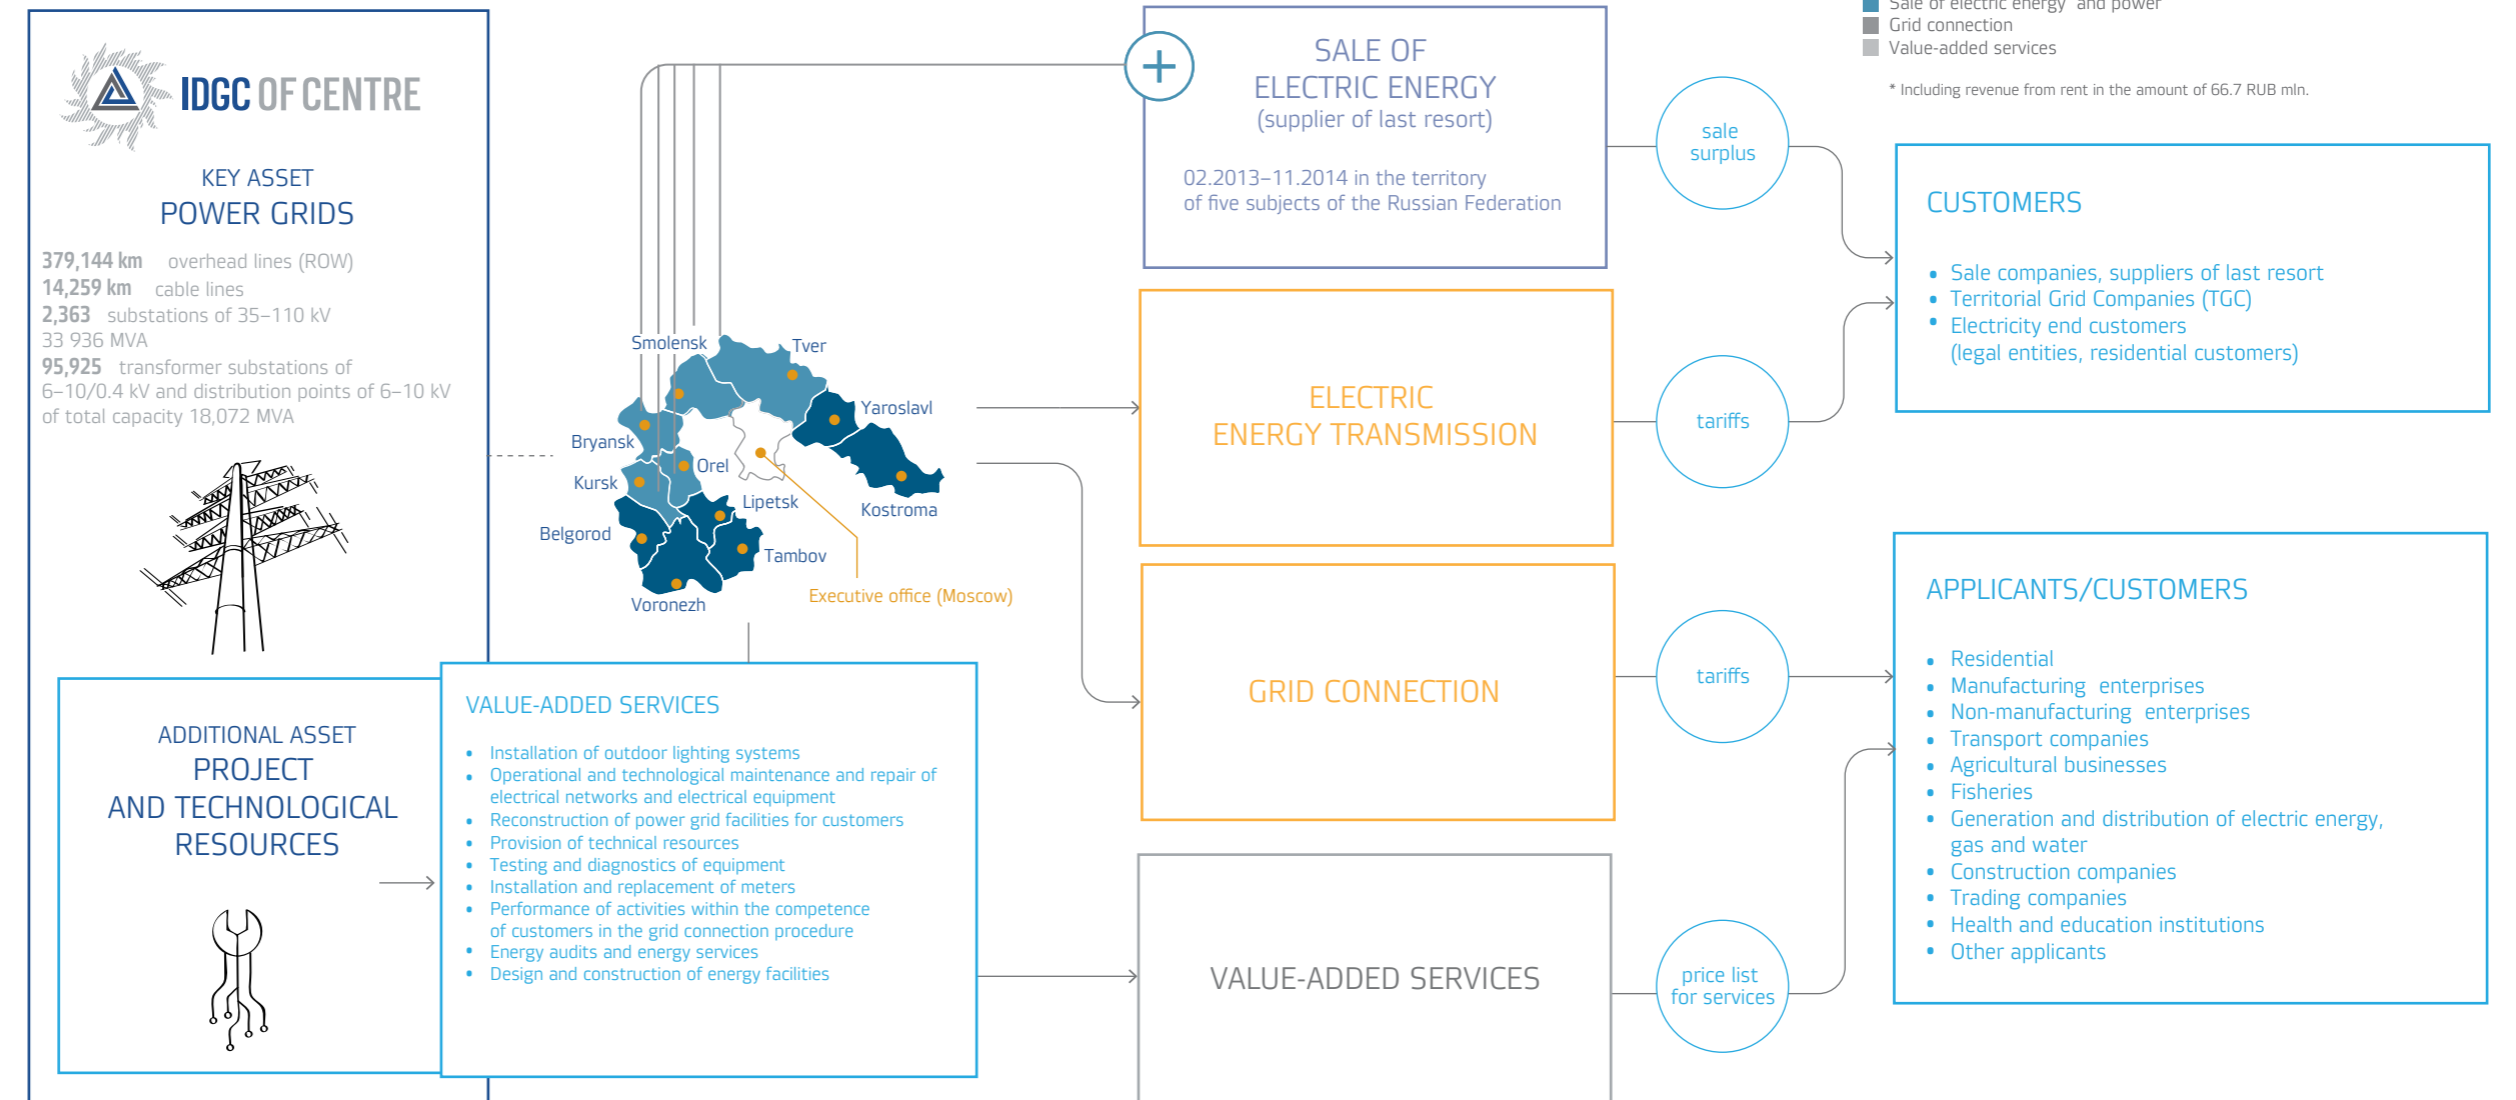 IDGC OF CENTRE
KEY ASSET
POWER GRIDS
379,144 km overhead lines (ROW)
14,259 km cable lines
2,363 substations of 35–110 kV
33 936 MVA
95,925 transformer substations of
6–10/0.4 kV and distribution points of 6–10 kV
of total capacity 18,072 MVA
ADDITIONAL ASSET
PROJECT
AND TECHNOLOGICAL
RESOURCES
Smolensk
Tver
Yaroslavl
Bryansk
Orel
Kursk
Lipetsk
Kostroma
Belgorod
Tambov
Voronezh
Executive office (Moscow)
VALUE-ADDED SERVICES
• Installation of outdoor lighting systems
• Operational and technological maintenance and repair of
electrical networks and electrical equipment
• Reconstruction of power grid facilities for customers
• Provision of technical resources
• Testing and diagnostics of equipment
• Installation and replacement of meters
• Performance of activities within the competence
of customers in the grid connection procedure
• Energy audits and energy services
• Design and construction of energy facilities
+
SALE OF
ELECTRIC ENERGY
(supplier of last resort)
02.2013–11.2014 in the territory
of five subjects of the Russian Federation
ELECTRIC
ENERGY TRANSMISSION
GRID CONNECTION
VALUE-ADDED SERVICES
sale
surplus
tariffs
tariffs
price list
for services
Sale of electric energy and power
Grid connection
Value-added services
* Including revenue from rent in the amount of 66.7 RUB mln.
CUSTOMERS
• Sale companies, suppliers of last resort
• Territorial Grid Companies (TGC)
• Electricity end customers
(legal entities, residential customers)
APPLICANTS/CUSTOMERS
• Residential
• Manufacturing enterprises
• Non-manufacturing enterprises
• Transport companies
• Agricultural businesses
• Fisheries
• Generation and distribution of electric energy,
gas and water
• Construction companies
• Trading companies
• Health and education institutions
• Other applicants